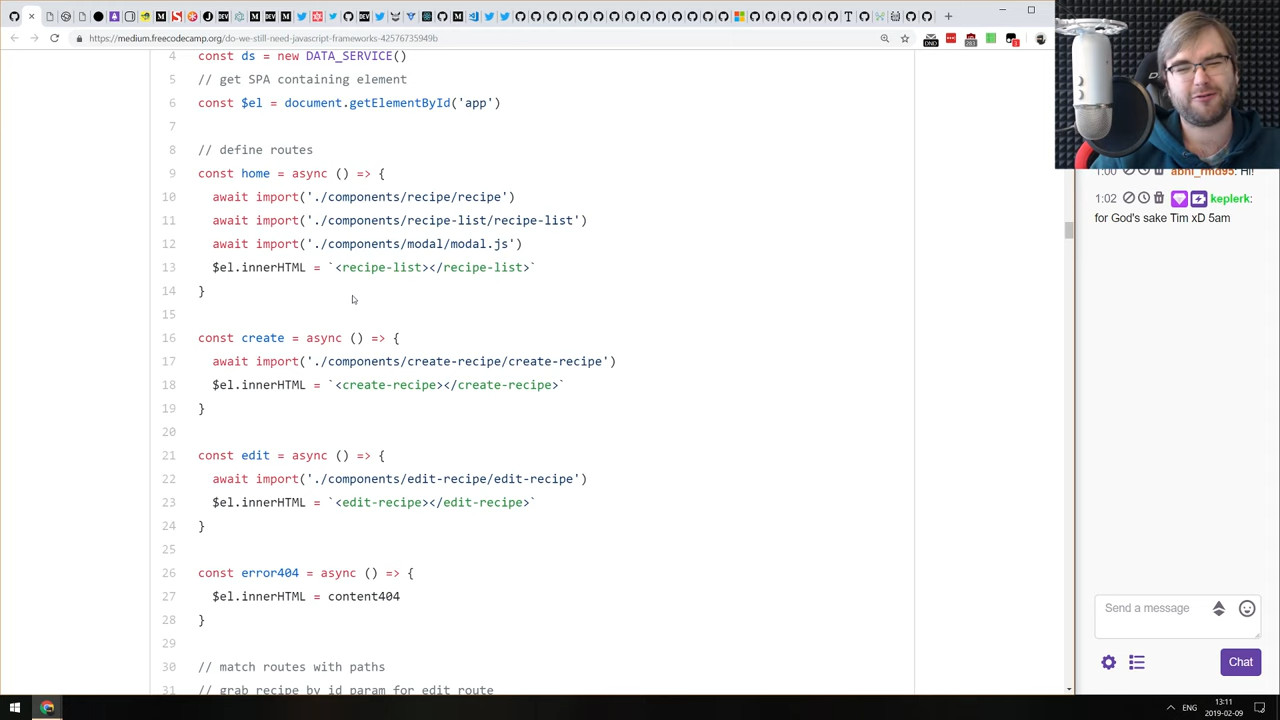 https://medium.freecodecamp.org/do-we-still-need-javascript-frameworks-42576735949b
DND
283
1
4 const ds = new DATA_SERVICE()
5 // get SPA containing element
6 const $el = document.getElementById('app')
7
8 // define routes
9 const home = async () => {
10 await import('./components/recipe/recipe')
11 await import('./components/recipe-list/recipe-list')
12 await import('./components/modal/modal.js')
13 $el.innerHTML = `<recipe-list></recipe-list>`
14 }
15
16 const create = async () => {
17 await import('./components/create-recipe/create-recipe')
18 $el.innerHTML = `<create-recipe></create-recipe>`
19 }
20
21 const edit = async () => {
22 await import('./components/edit-recipe/edit-recipe')
23 $el.innerHTML = `<edit-recipe></edit-recipe>`
24 }
25
26 const error404 = async () => {
27 $el.innerHTML = content404
28 }
29
30 // match routes with paths
31 // grab recipe by id param for edit route
1:00 abhi_rmd95: Hi!
1:02 keplerk:
for God's sake Tim xD 5am
Send a message
Chat
ENG
13:11
2019-02-09